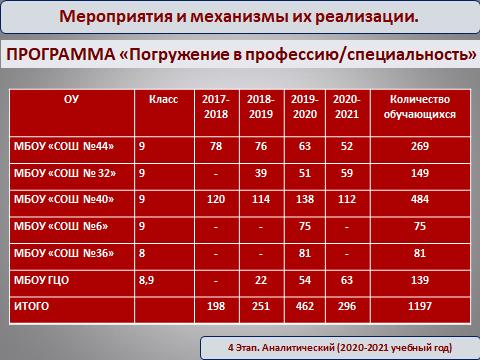 Мероприятия и механизмы их реализации.
ПРОГРАММА «Погружение в профессию/специальность»
ОУ Класс 2017-2018 2018-2019 2019-2020 2020-2021 Количество обучающихся
МБОУ «СОШ №44» 9 78 76 63 52 269
МБОУ «СОШ № 32» 9 - 39 51 59 149
МБОУ «СОШ №40» 9 120 114 138 112 484
МБОУ «СОШ №6» 9 - - 75 - 75
МБОУ «СОШ №36» 8 - - 81 - 81
МБОУ ГЦО 8,9 - 22 54 63 139
ИТОГО 198 251 462 296 1197
4 Этап. Аналитический (2020-2021 учебный год)